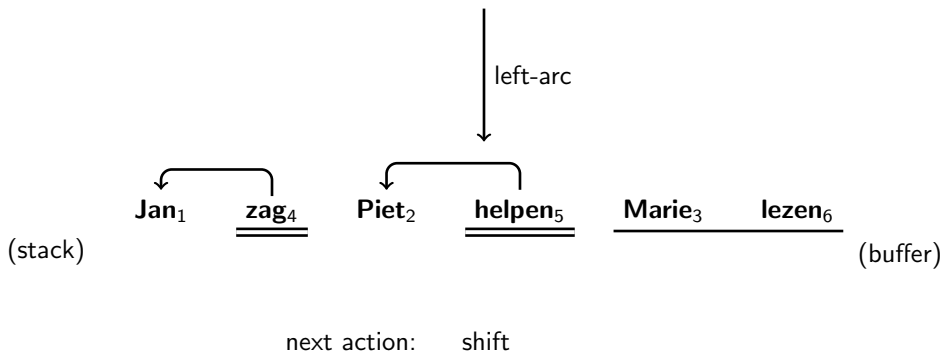 left-arc
Jan₁ zag₄ Piet₂ helpen₅ Marie₃ lezen₆
(stack) (buffer)
next action: shift